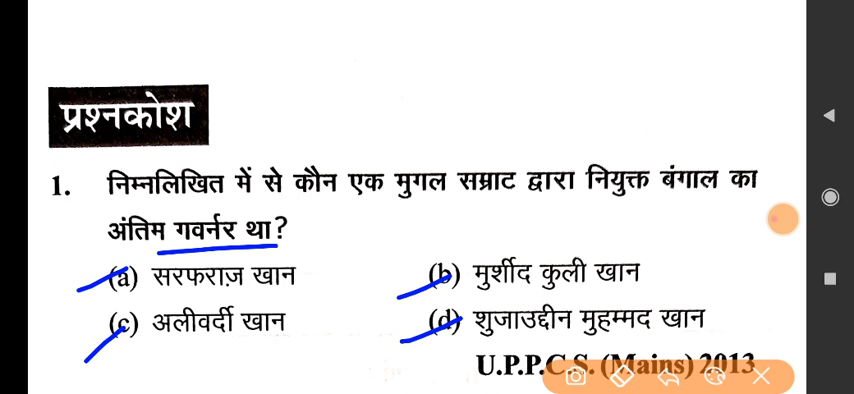 प्रश्नकोश
1. निम्नलिखित में से कौन एक मुगल सम्राट द्वारा नियुक्त बंगाल का
अंतिम गवर्नर था?
(a) सरफराज़ खान (b) मुर्शीद कुली खान
(c) अलीवर्दी खान (d) शुजाउद्दीन मुहम्मद खान
U.P.P.C.S. (Mains) 2013